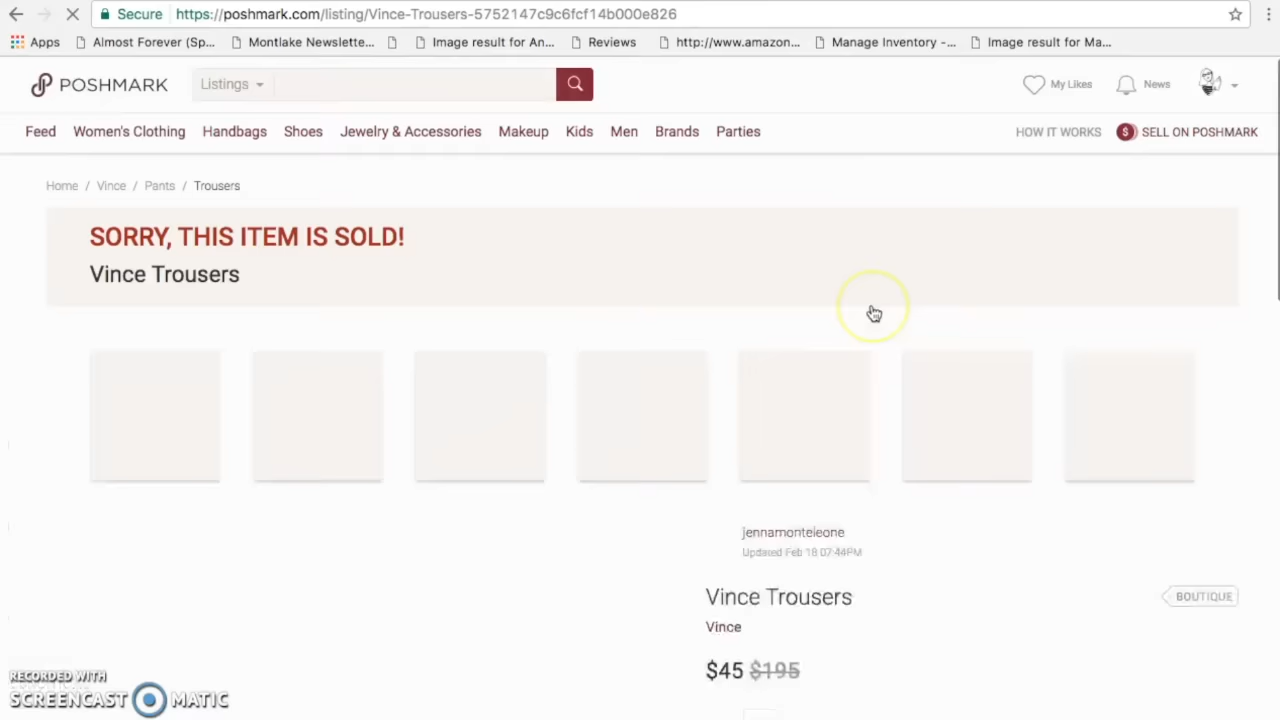 Secure https://poshmark.com/listing/Vince-Trousers-5752147c9c6fcf14b000e826
Apps Almost Forever (Sp... Montlake Newslette... Image result for An... Reviews http://www.amazon... Manage Inventory -... Image result for Ma...
POSHMARK Listings My Likes News
Feed Women's Clothing Handbags Shoes Jewelry & Accessories Makeup Kids Men Brands Parties HOW IT WORKS $ SELL ON POSHMARK
Home / Vince / Pants / Trousers
SORRY, THIS ITEM IS SOLD!
Vince Trousers
jennamonteleone
Updated Feb 18 07:44PM
Vince Trousers
BOUTIQUE
Vince
$45 $195
RECORDED WITH
SCREENCAST MATIC